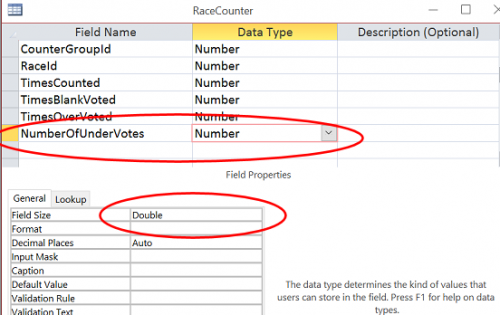 RaceCounter
Field Name Data Type Description (Optional)
CounterGroupId Number
RaceId Number
TimesCounted Number
TimesBlankVoted Number
TimesOverVoted Number
NumberOfUnderVotes Number
Field Properties
General Lookup
Field Size Double
Format
Decimal Places Auto
Input Mask
Caption
Default Value
Validation Rule
Validation Text
The data type determines the kind of values that
users can store in the field. Press F1 for help on data
types.